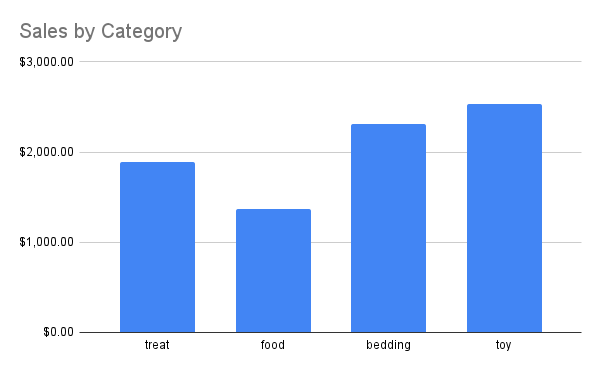 Sales by Category
$3,000.00
$2,000.00
$1,000.00
$0.00
treat food bedding toy